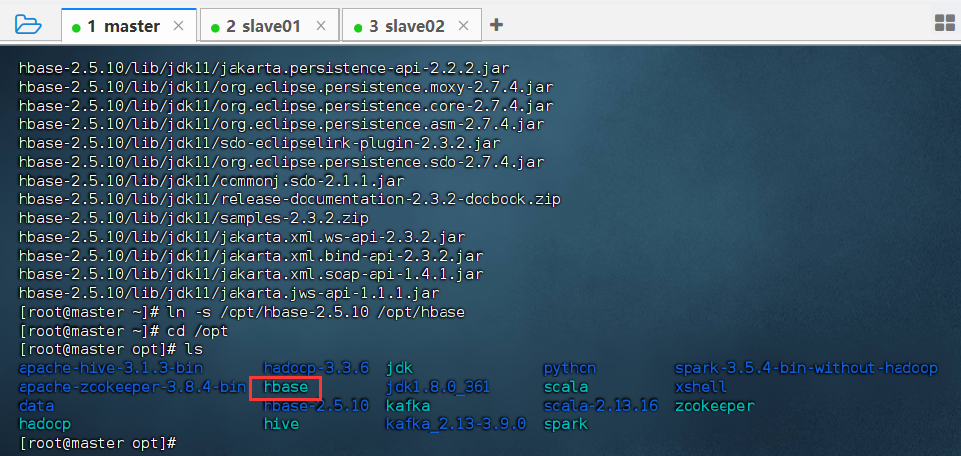 1 master × 2 slave01 × 3 slave02 × +
hbase-2.5.10/lib/jdk11/jakarta.persistence-api-2.2.2.jar
hbase-2.5.10/lib/jdk11/org.eclipse.persistence.moxy-2.7.4.jar
hbase-2.5.10/lib/jdk11/org.eclipse.persistence.core-2.7.4.jar
hbase-2.5.10/lib/jdk11/org.eclipse.persistence.asm-2.7.4.jar
hbase-2.5.10/lib/jdk11/sdo-eclipselink-plugin-2.3.2.jar
hbase-2.5.10/lib/jdk11/org.eclipse.persistence.sdo-2.7.4.jar
hbase-2.5.10/lib/jdk11/commonj.sdo-2.1.1.jar
hbase-2.5.10/lib/jdk11/release-documentation-2.3.2-docbook.zip
hbase-2.5.10/lib/jdk11/samples-2.3.2.zip
hbase-2.5.10/lib/jdk11/jakarta.xml.ws-api-2.3.2.jar
hbase-2.5.10/lib/jdk11/jakarta.xml.bind-api-2.3.2.jar
hbase-2.5.10/lib/jdk11/jakarta.xml.soap-api-1.4.1.jar
hbase-2.5.10/lib/jdk11/jakarta.jws-api-1.1.1.jar
[root@master ~]# ln -s /opt/hbase-2.5.10 /opt/hbase
[root@master ~]# cd /opt
[root@master opt]# ls
apache-hive-3.1.3-bin hadoop-3.3.6 jdk python spark-3.5.4-bin-without-hadoop
apache-zookeeper-3.8.4-bin hbase jdk1.8.0_361 scala xshell
data hbase-2.5.10 kafka scala-2.13.16 zookeeper
hadoop hive kafka_2.13-3.9.0 spark
[root@master opt]#